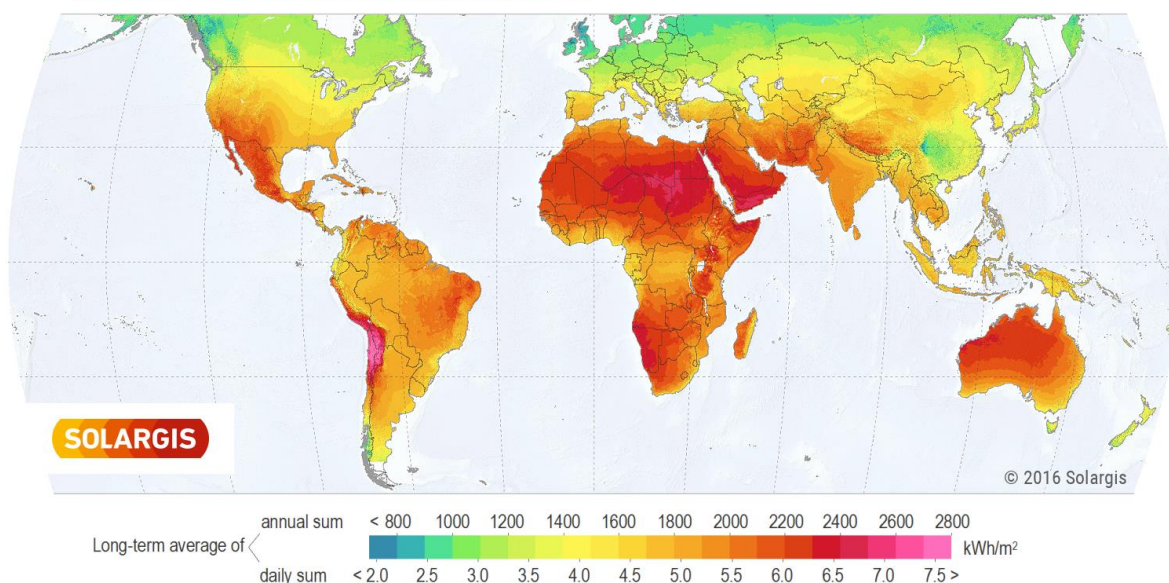 SOLARGIS
© 2016 Solargis
annual sum < 800 1000 1200 1400 1600 1800 2000 2200 2400 2600 2800
Long-term average of kWh/m²
daily sum < 2.0 2.5 3.0 3.5 4.0 4.5 5.0 5.5 6.0 6.5 7.0 7.5 >